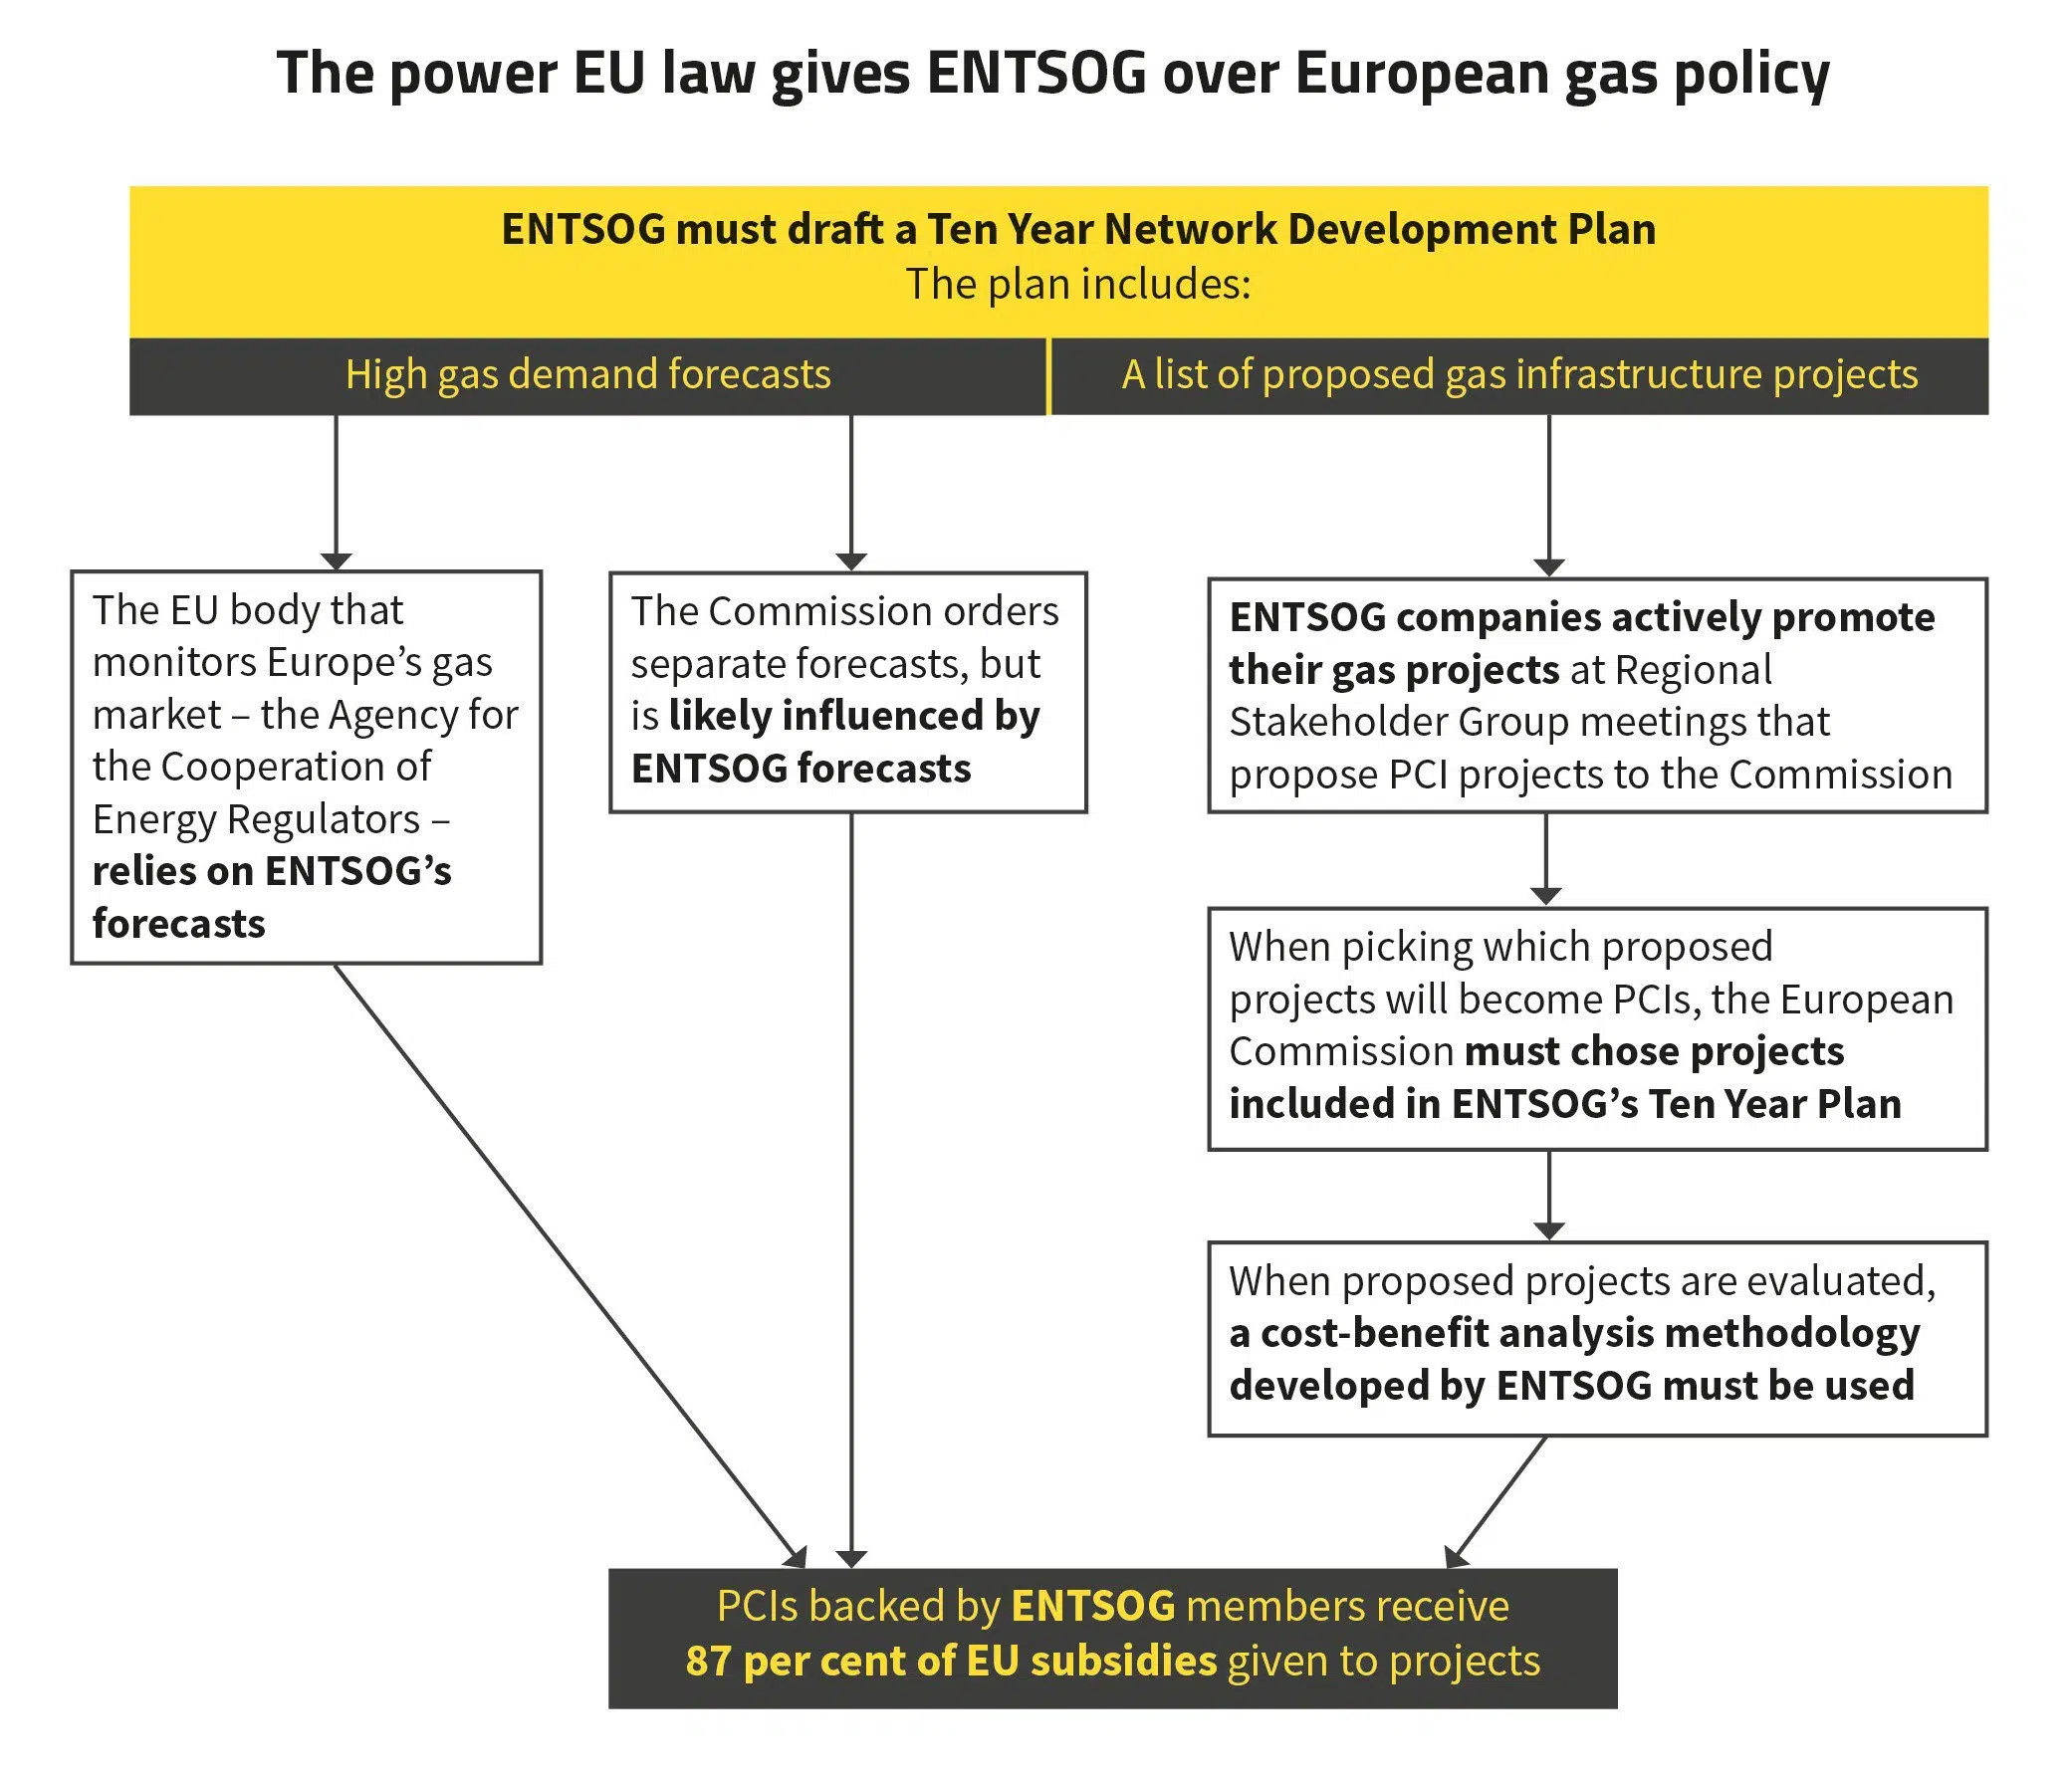 The power EU law gives ENTSOG over European gas policy
ENTSOG must draft a Ten Year Network Development Plan
The plan includes:
High gas demand forecasts
A list of proposed gas infrastructure projects
The EU body that
monitors Europe’s gas
market – the Agency for
the Cooperation of
Energy Regulators –
relies on ENTSOG’s
forecasts
The Commission orders
separate forecasts, but
is likely influenced by
ENTSOG forecasts
ENTSOG companies actively promote
their gas projects at Regional
Stakeholder Group meetings that
propose PCI projects to the Commission
When picking which proposed
projects will become PCIs, the European
Commission must chose projects
included in ENTSOG’s Ten Year Plan
When proposed projects are evaluated,
a cost-benefit analysis methodology
developed by ENTSOG must be used
PCIs backed by ENTSOG members receive
87 per cent of EU subsidies given to projects